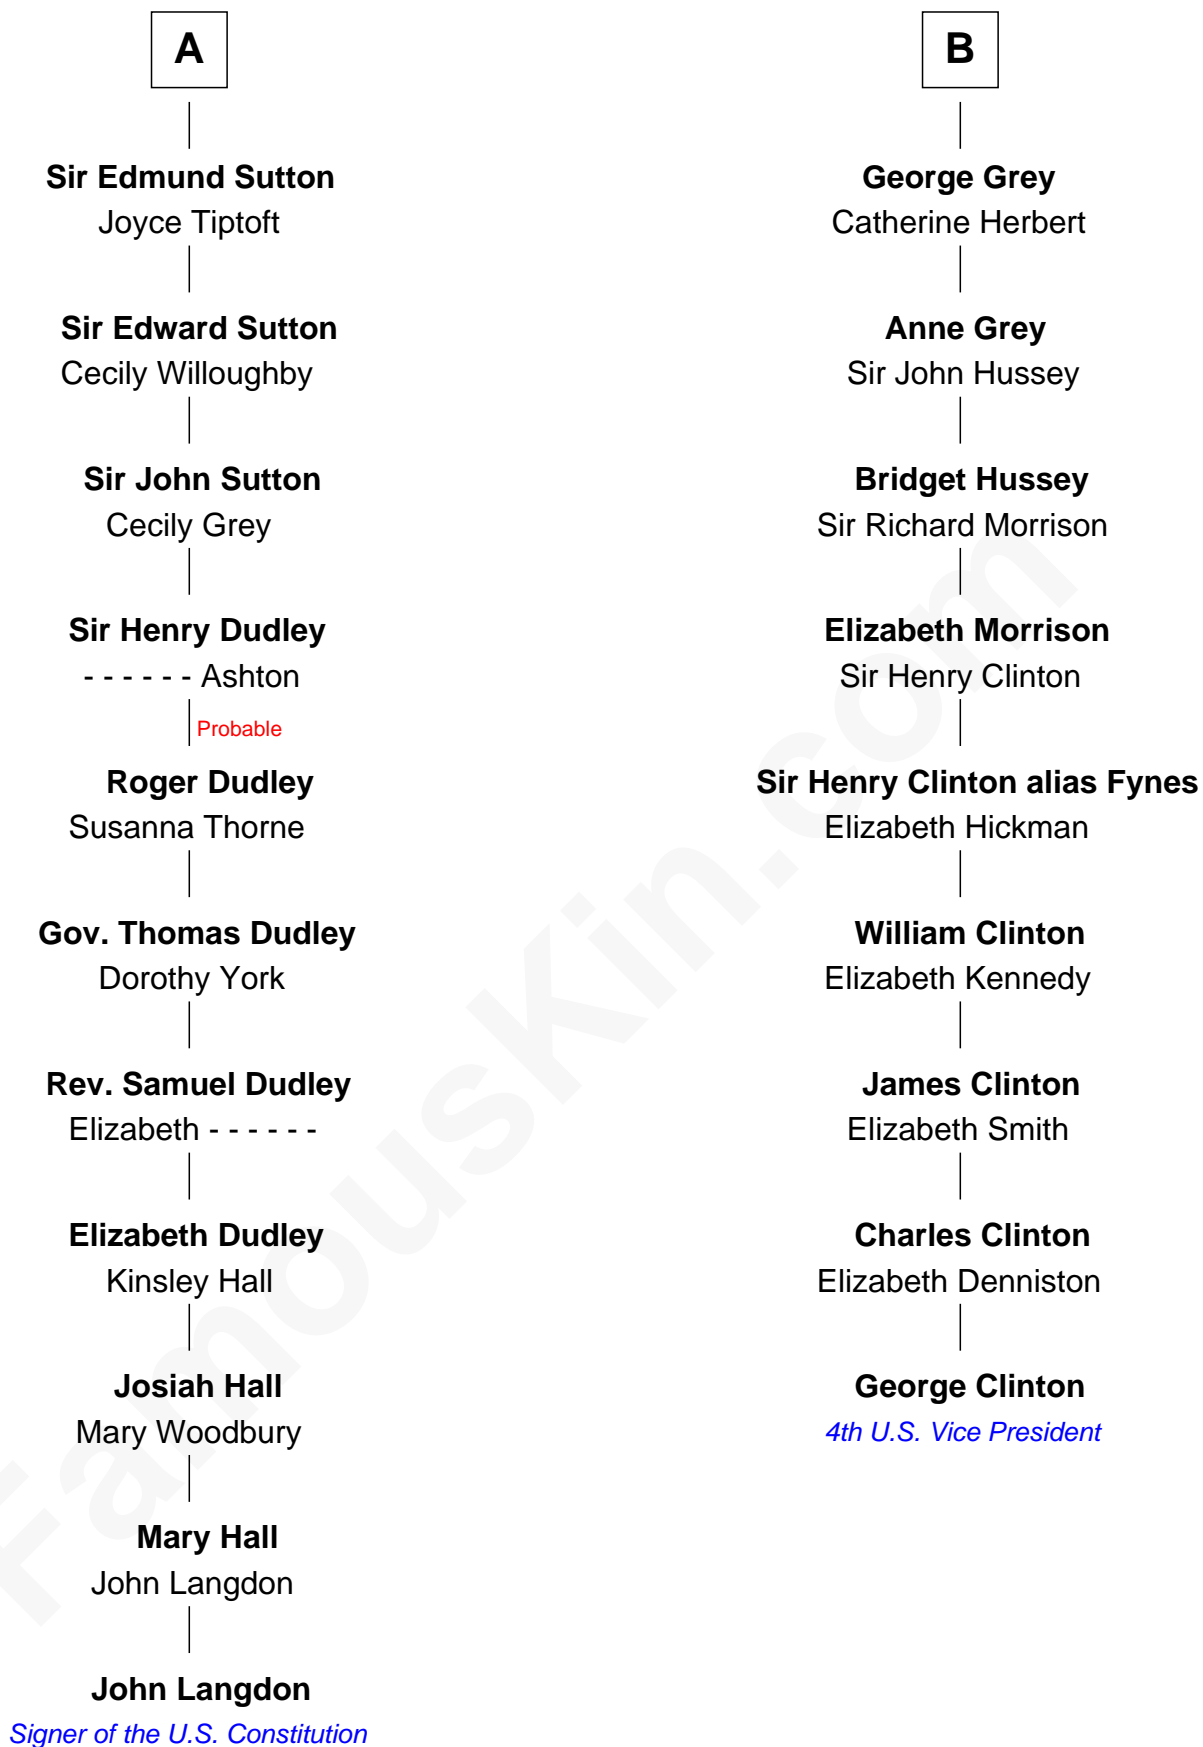 A
Sir Edmund Sutton
Joyce Tiptoft
Sir Edward Sutton
Cecily Willoughby
Sir John Sutton
Cecily Grey
Sir Henry Dudley
- - - - - - Ashton
Probable
Roger Dudley
Susanna Thorne
Gov. Thomas Dudley
Dorothy York
Rev. Samuel Dudley
Elizabeth - - - - - -
Elizabeth Dudley
Kinsley Hall
Josiah Hall
Mary Woodbury
Mary Hall
John Langdon
John Langdon
Signer of the U.S. Constitution
B
George Grey
Catherine Herbert
Anne Grey
Sir John Hussey
Bridget Hussey
Sir Richard Morrison
Elizabeth Morrison
Sir Henry Clinton
Sir Henry Clinton alias Fynes
Elizabeth Hickman
William Clinton
Elizabeth Kennedy
James Clinton
Elizabeth Smith
Charles Clinton
Elizabeth Denniston
George Clinton
4th U.S. Vice President
FamousKin.com